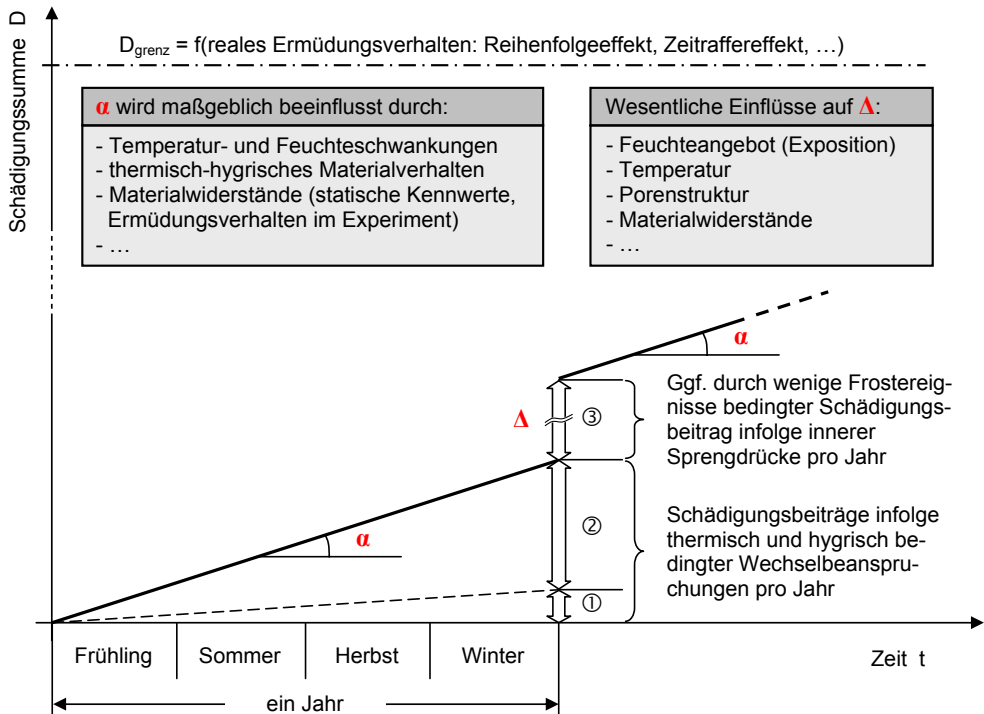 Schädigungssumme D
D_grenz = f(reales Ermüdungsverhalten: Reihenfolgeeffekt, Zeitraffereffekt, …)
α wird maßgeblich beeinflusst durch:
- Temperatur- und Feuchteschwankungen
- thermisch-hygrisches Materialverhalten
- Materialwiderstände (statische Kennwerte,
Ermüdungsverhalten im Experiment)
- …
Wesentliche Einflüsse auf Δ:
- Feuchteangebot (Exposition)
- Temperatur
- Porenstruktur
- Materialwiderstände
- …
α
Δ
③
Ggf. durch wenige Frostereig-
nisse bedingter Schädigungs-
beitrag infolge innerer
Sprengdrücke pro Jahr
α
②
Schädigungsbeiträge infolge
thermisch und hygrisch be-
dingter Wechselbeanspru-
chungen pro Jahr
①
Frühling
Sommer
Herbst
Winter
Zeit t
ein Jahr